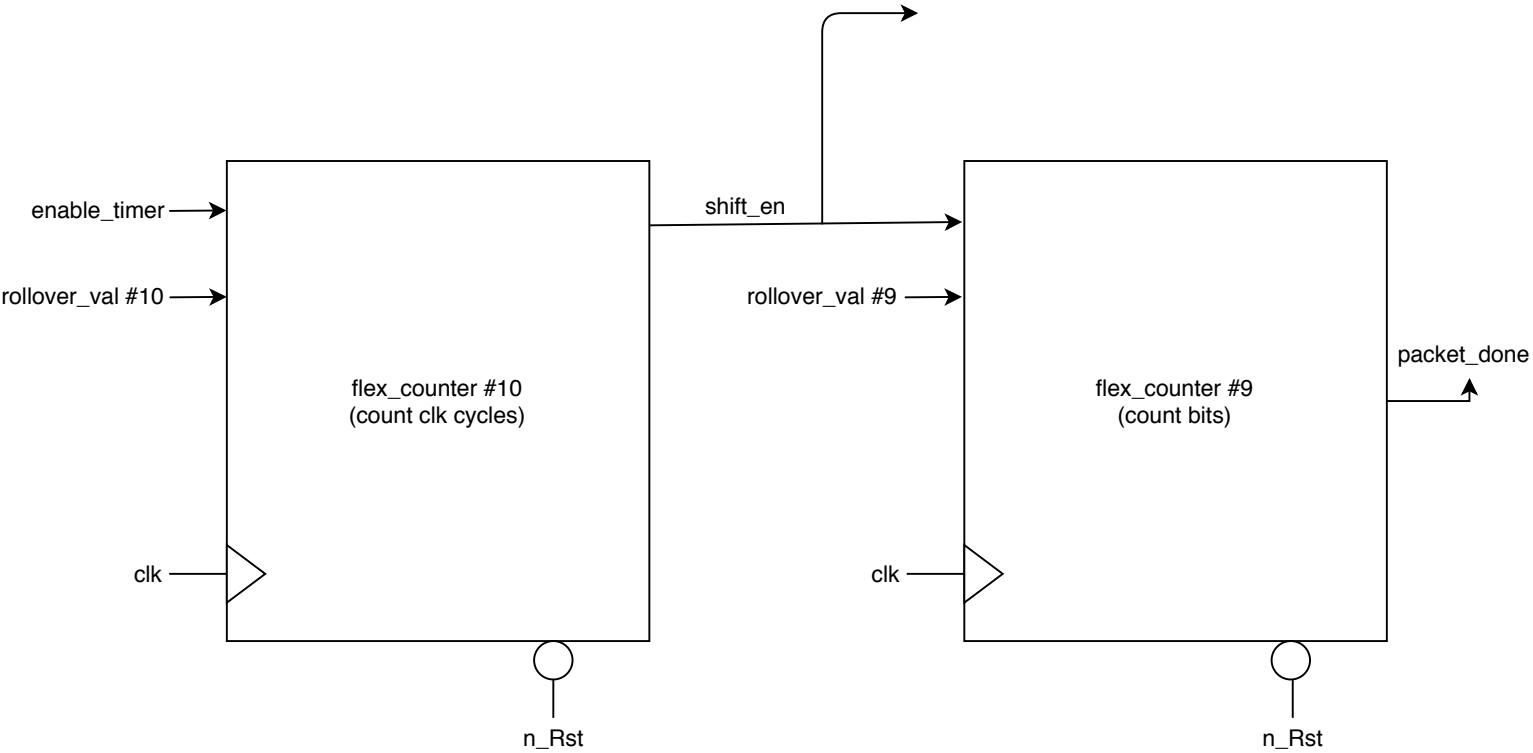 enable_timer
shift_en
rollover_val #10
rollover_val #9
packet_done
flex_counter #10
(count clk cycles)
flex_counter #9
(count bits)
clk
clk
n_Rst
n_Rst